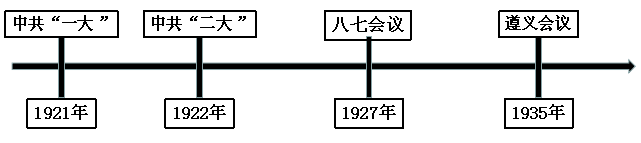 中共“一大” 中共“二大” 八七会议 遵义会议
1921年 1922年 1927年 1935年